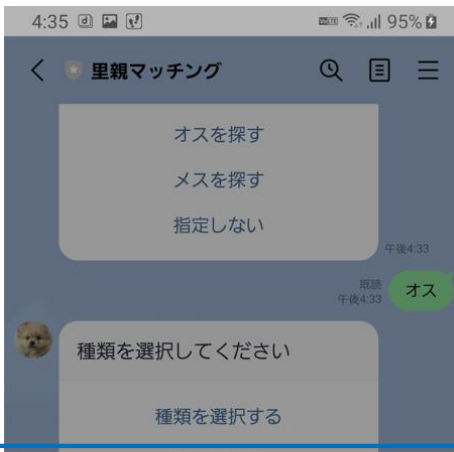 4:35 95%
里親マッチング
オスを探す
メスを探す
指定しない
午後4:33
既読
午後4:33
オス
種類を選択してください
種類を選択する